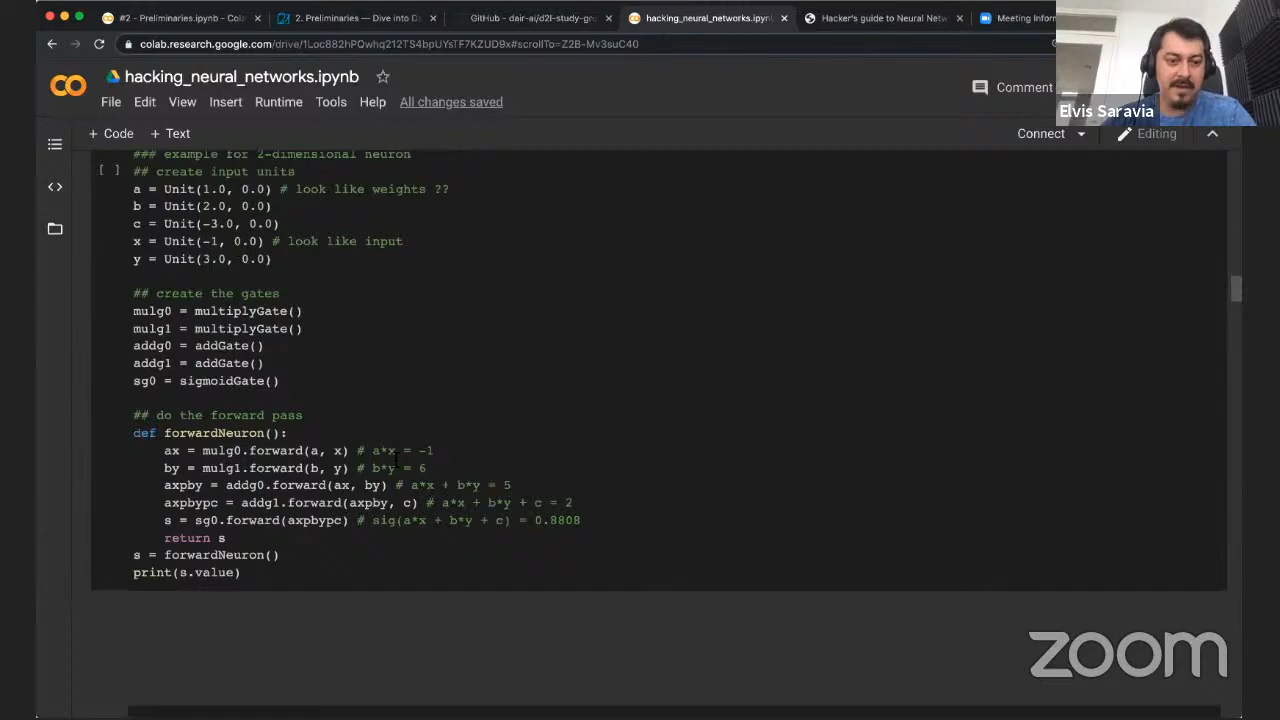 #2 - Preliminaries.ipynb - Cola
2. Preliminaries — Dive into D
GitHub - dair-ai/d2l-study-gro
hacking_neural_networks.ipynb
Hacker's guide to Neural Netw
Meeting Inform
colab.research.google.com/drive/1Loc882hPQwhq212TS4bpUYsTF7KZUD9x#scrollTo=Z2B-Mv3suC40
hacking_neural_networks.ipynb
File Edit View Insert Runtime Tools Help All changes saved
Comment
Elvis Saravia
+ Code + Text
Connect
Editing
### example for 2-dimensional neuron
[ ] ## create input units
a = Unit(1.0, 0.0) # look like weights ??
b = Unit(2.0, 0.0)
c = Unit(-3.0, 0.0)
x = Unit(-1, 0.0) # look like input
y = Unit(3.0, 0.0)
## create the gates
mulg0 = multiplyGate()
mulg1 = multiplyGate()
addg0 = addGate()
addg1 = addGate()
sg0 = sigmoidGate()
## do the forward pass
def forwardNeuron():
ax = mulg0.forward(a, x) # a*x = -1
by = mulg1.forward(b, y) # b*y = 6
axpby = addg0.forward(ax, by) # a*x + b*y = 5
axpbypc = addg1.forward(axpby, c) # a*x + b*y + c = 2
s = sg0.forward(axpbypc) # sig(a*x + b*y + c) = 0.8808
return s
s = forwardNeuron()
print(s.value)
zoom